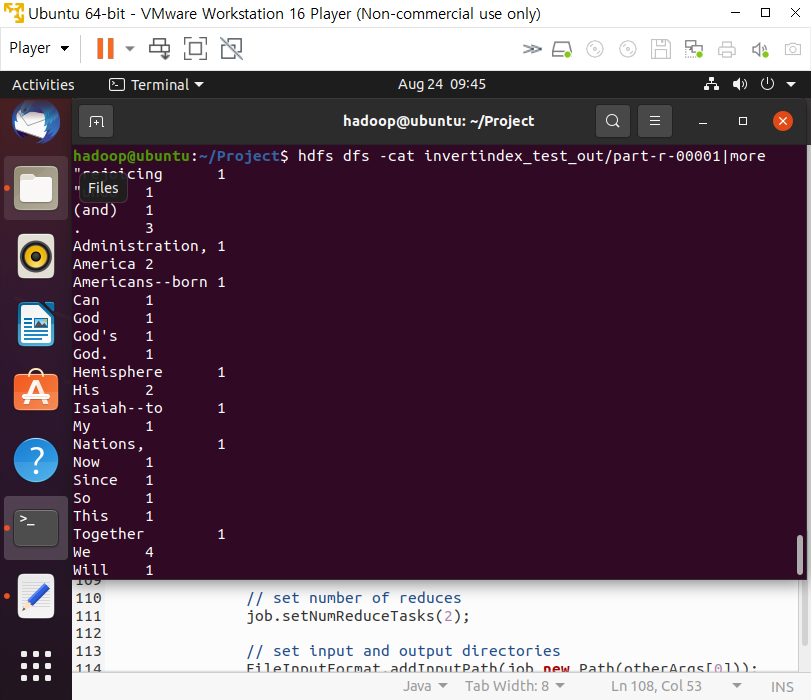 Ubuntu 64-bit - VMware Workstation 16 Player (Non-commercial use only)
Player
Activities Terminal Aug 24 09:45
hadoop@ubuntu: ~/Project
hadoop@ubuntu:~/Project$ hdfs dfs -cat invertindex_test_out/part-r-00001|more
"rejoicing 1
Files
" 1
(and) 1
. 3
Administration, 1
America 2
Americans--born 1
Can 1
God 1
God's 1
God. 1
Hemisphere 1
His 2
Isaiah--to 1
My 1
Nations, 1
Now 1
Since 1
So 1
This 1
Together 1
We 4
Will 1
109
110 // set number of reduces
111 job.setNumReduceTasks(2);
112
113 // set input and output directories
114 FileInputFormat.addInputPath(job,new Path(otherArgs[0]));
Java Tab Width: 8 Ln 108, Col 53 INS